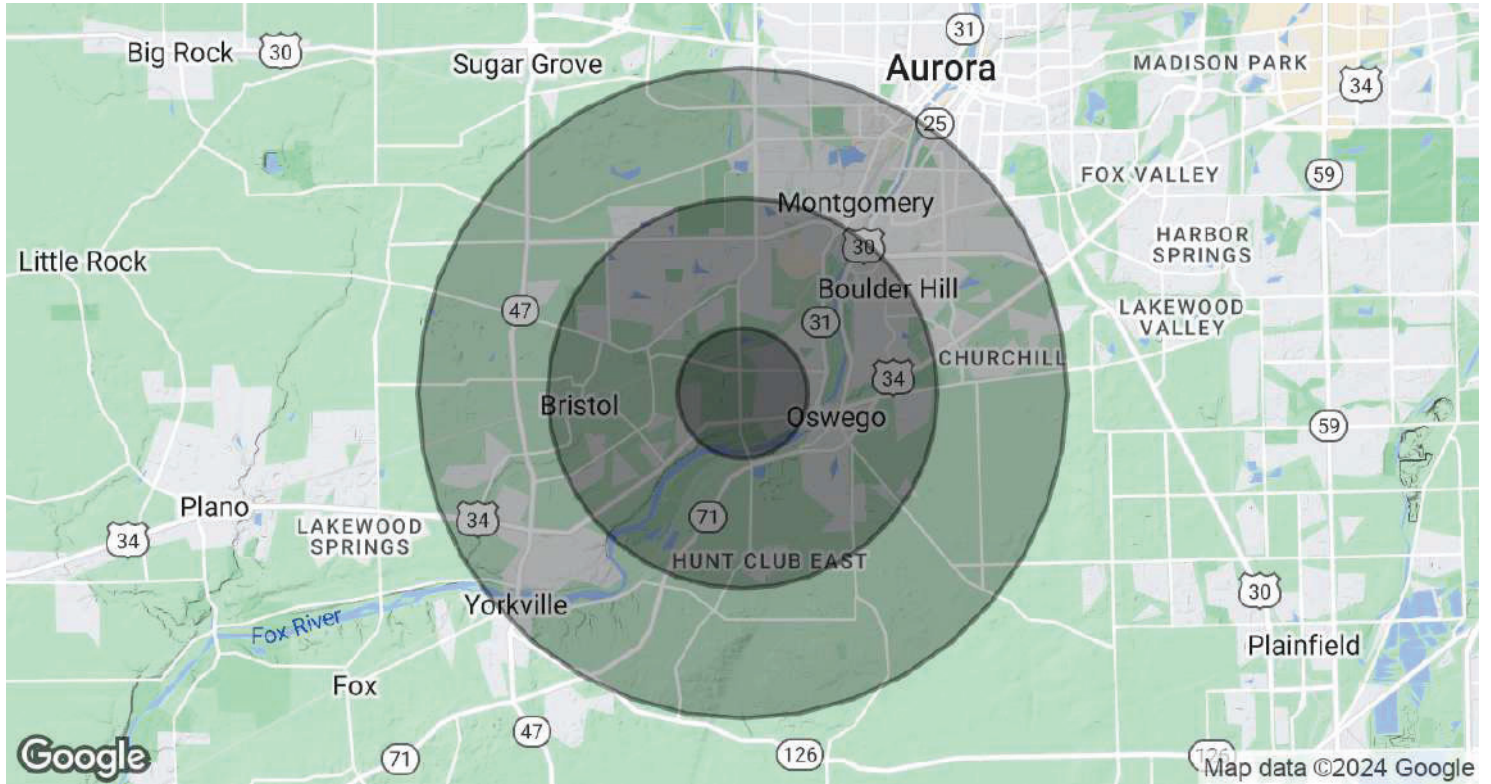 31
Big Rock
30
Sugar Grove
Aurora
MADISON PARK
34
25
FOX VALLEY
59
Montgomery
30
HARBOR
SPRINGS
Little Rock
Boulder Hill
47
31
LAKEWOOD
VALLEY
CHURCHILL
34
Bristol
Oswego
59
Plano
LAKEWOOD
SPRINGS
34
34
71
HUNT CLUB EAST
30
Yorkville
Fox River
Plainfield
Fox
47
71
126
126
Google
Map data ©2024 Google